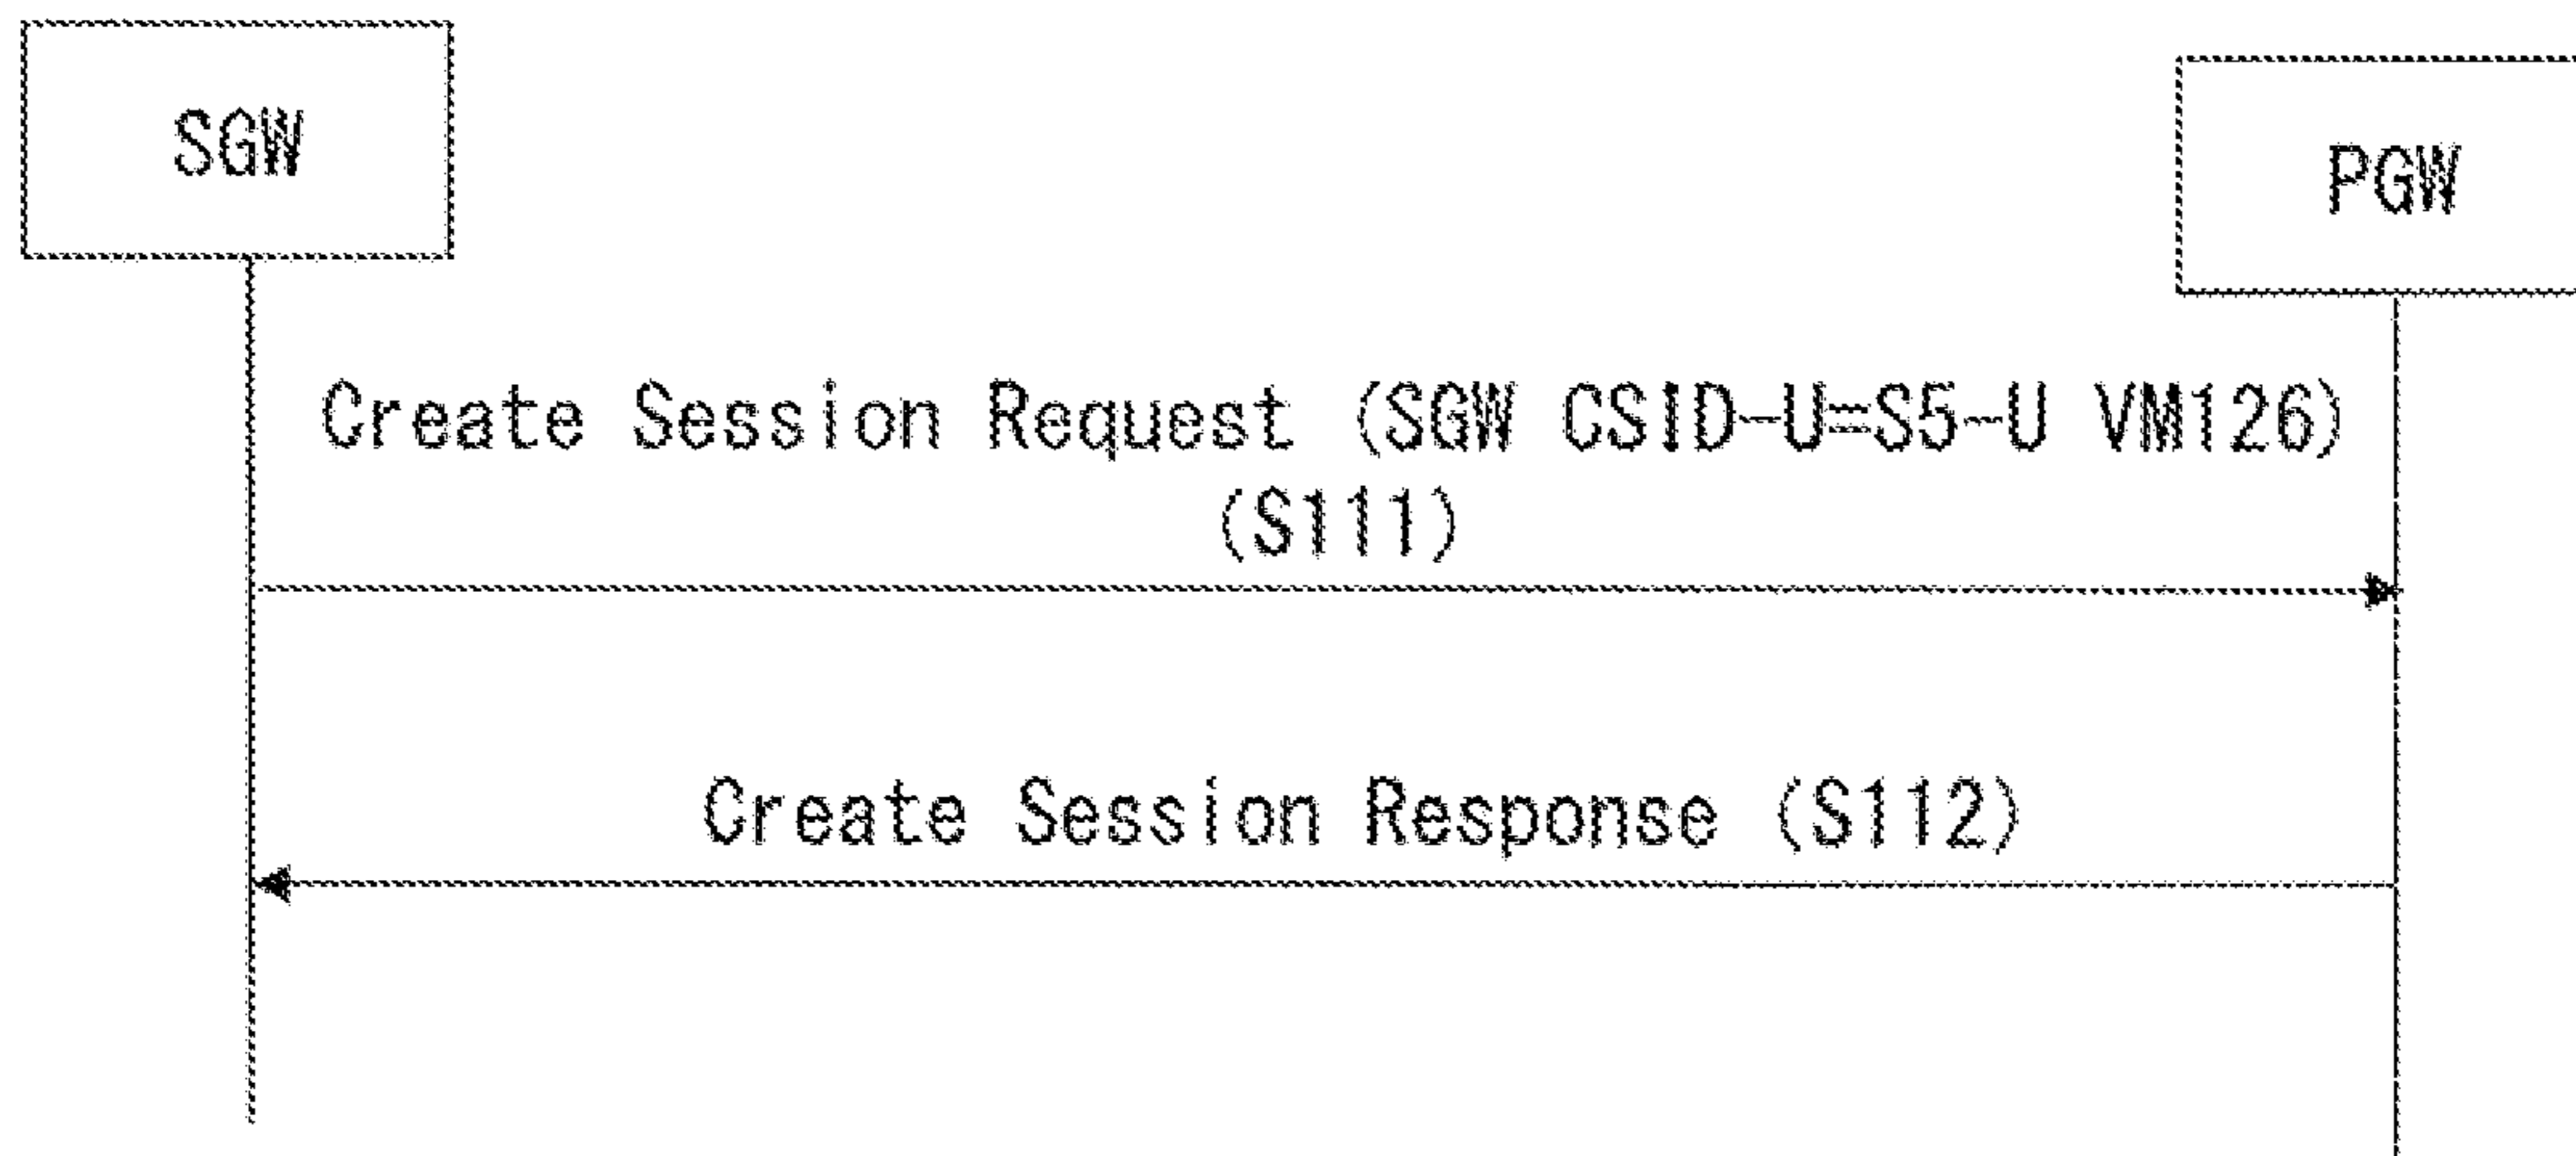 SGW
PGW
Create Session Request (SGW CSID-U=S5-U VM126)
(S111)
Create Session Response (S112)